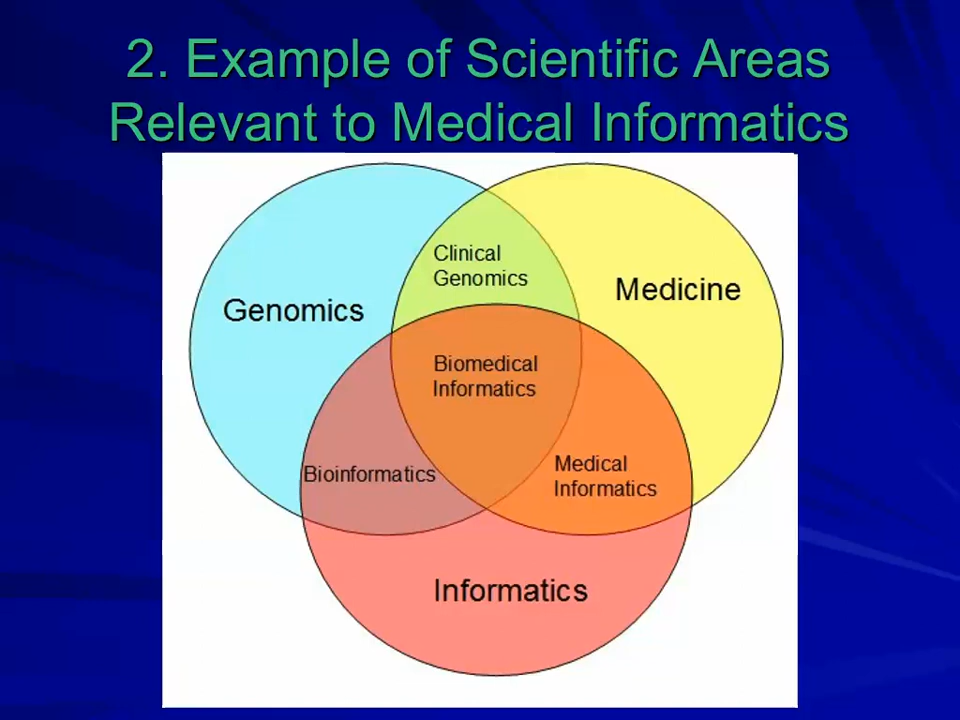 2. Example of Scientific Areas
Relevant to Medical Informatics
Clinical
Genomics
Medicine
Genomics
Biomedical
Informatics
Bioinformatics
Medical
Informatics
Informatics